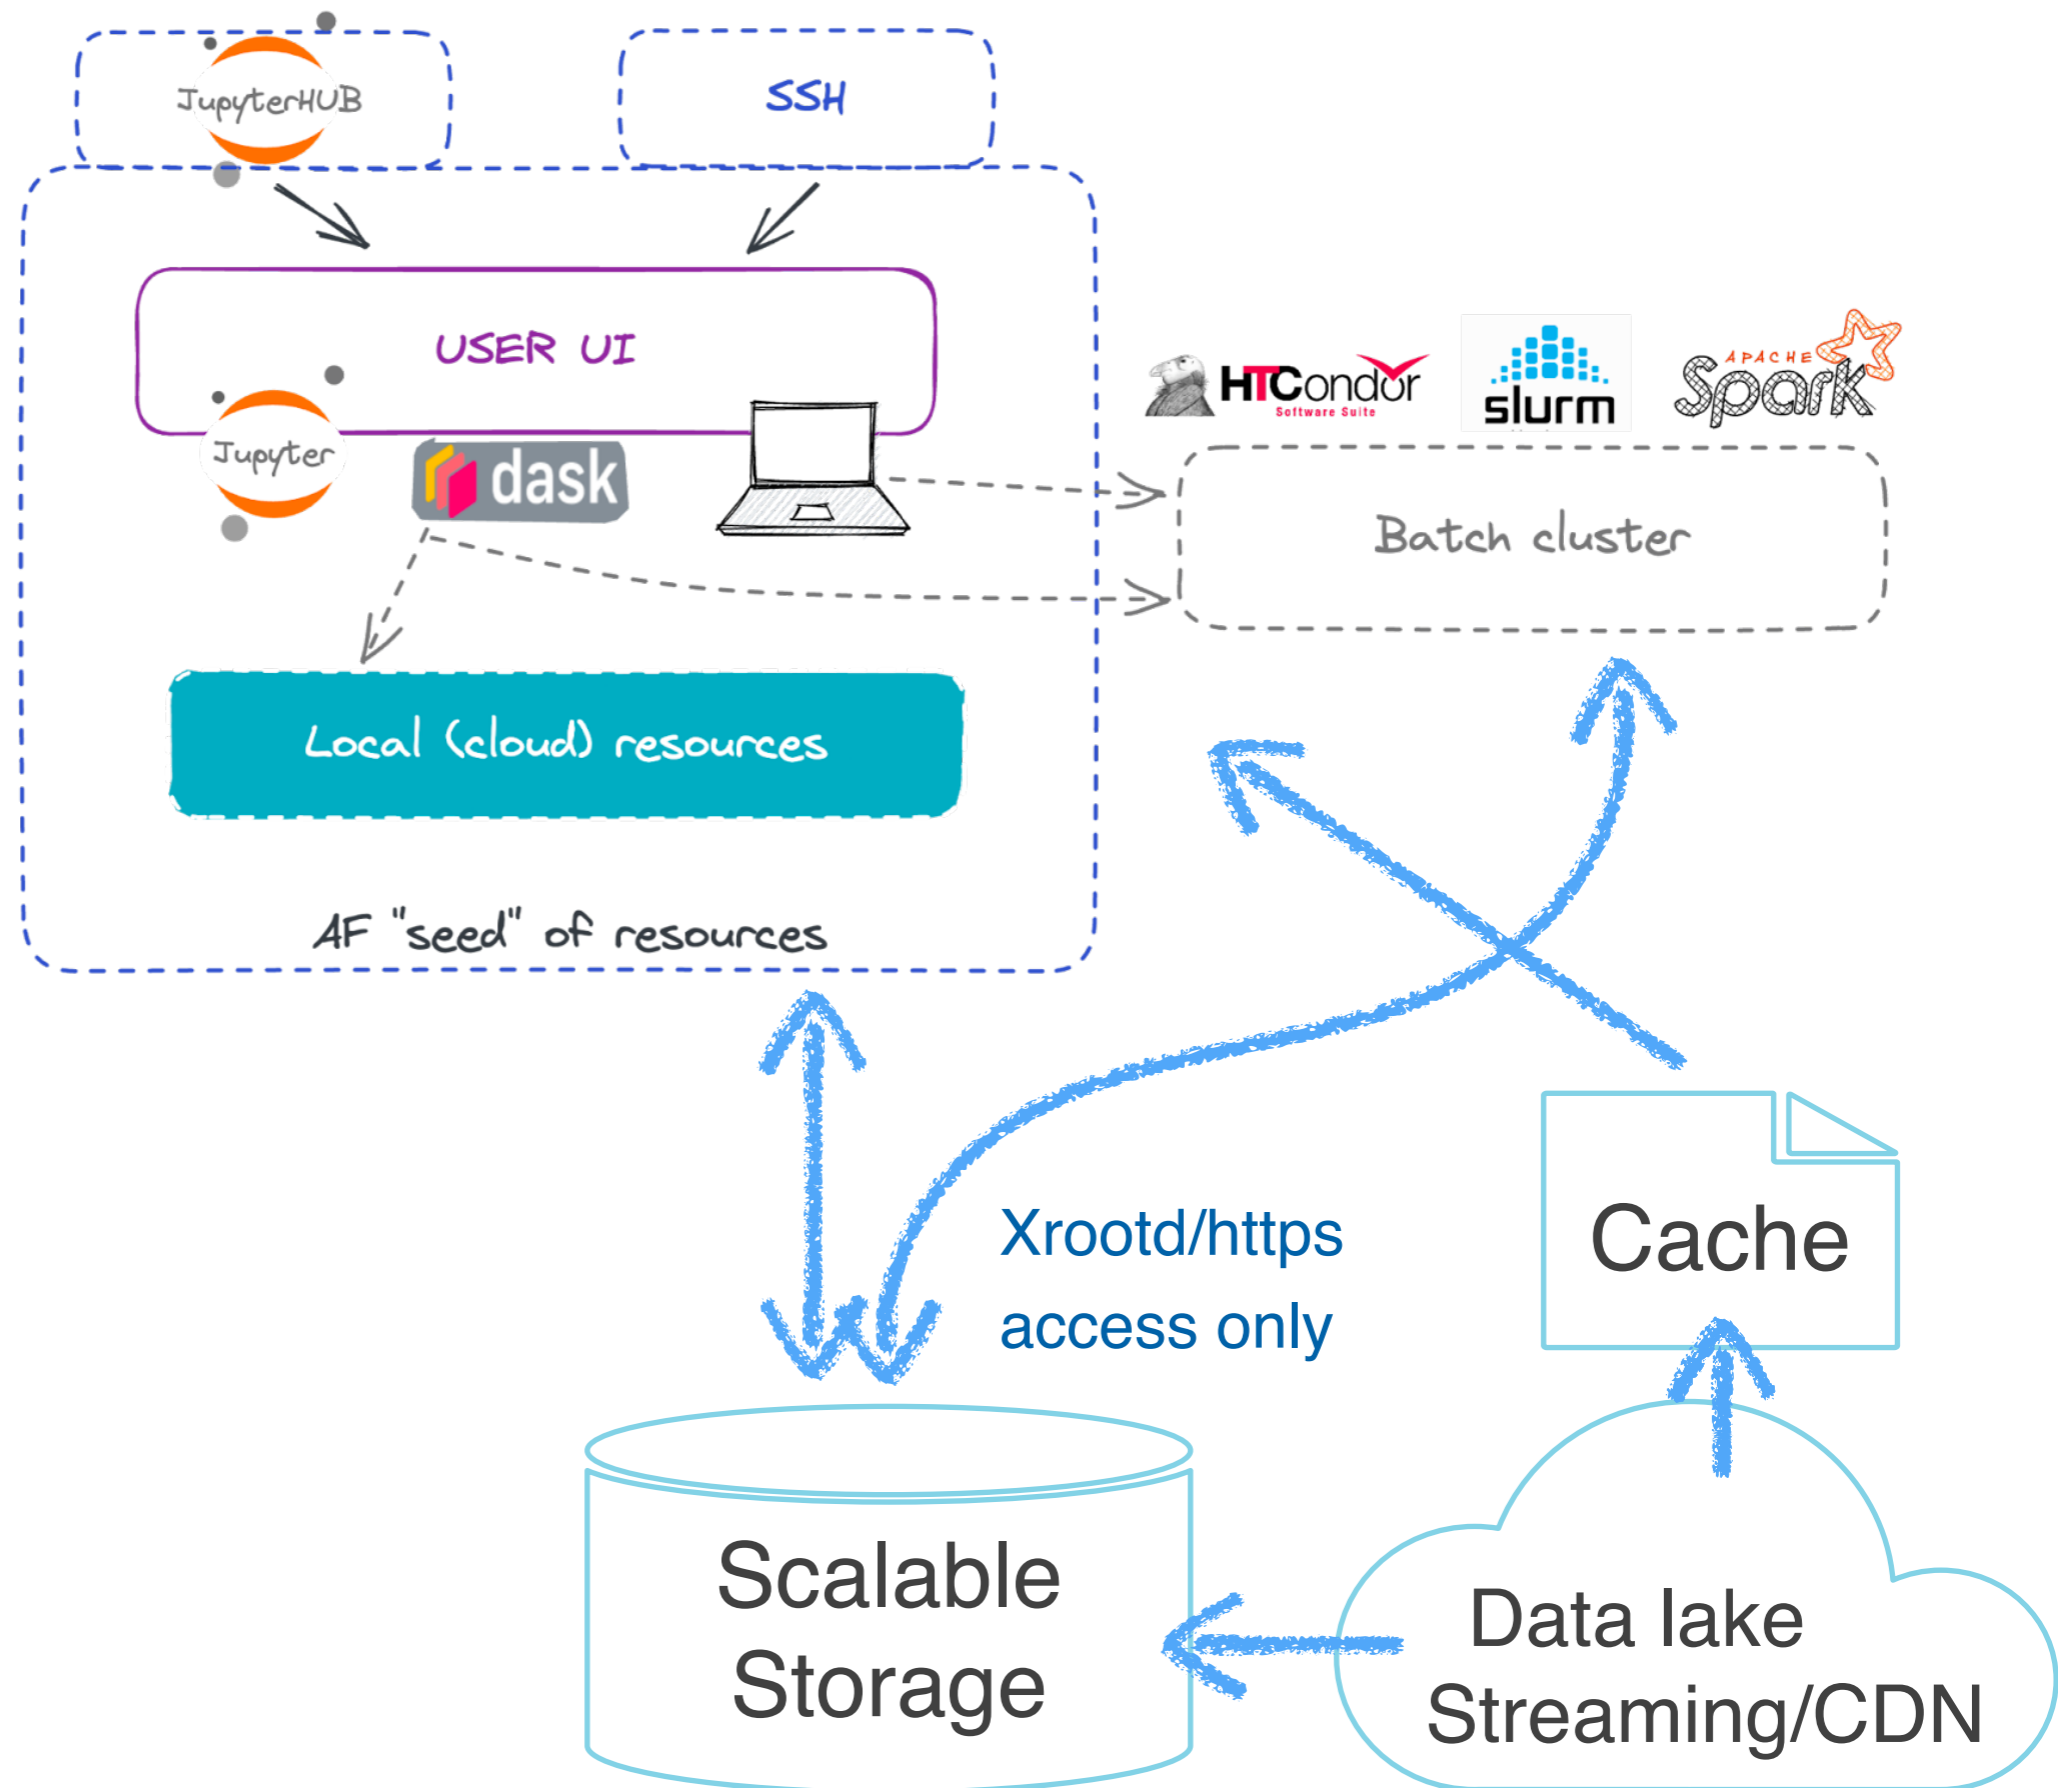 JupyterHUB
SSH
USER UI
Jupyter
dask
HTCondor
Software Suite
slurm
APACHE
Spark
Batch cluster
Local (cloud) resources
AF "seed" of resources
Xrootd/https
access only
Cache
Scalable
Storage
Data lake
Streaming/CDN